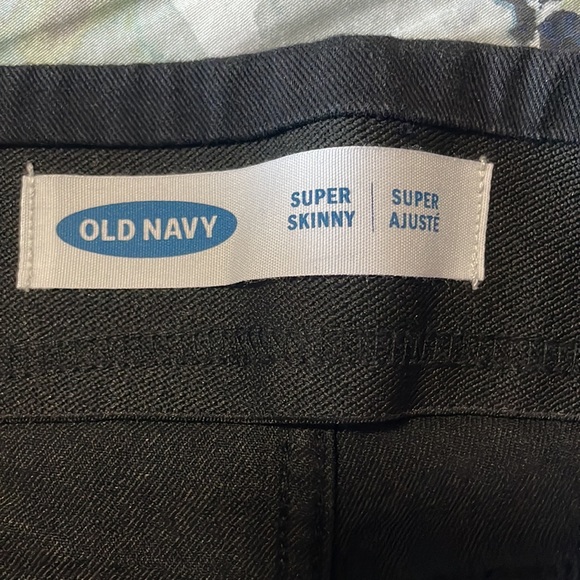 OLD NAVY
SUPER
SKINNY
SUPER
AJUSTÉ